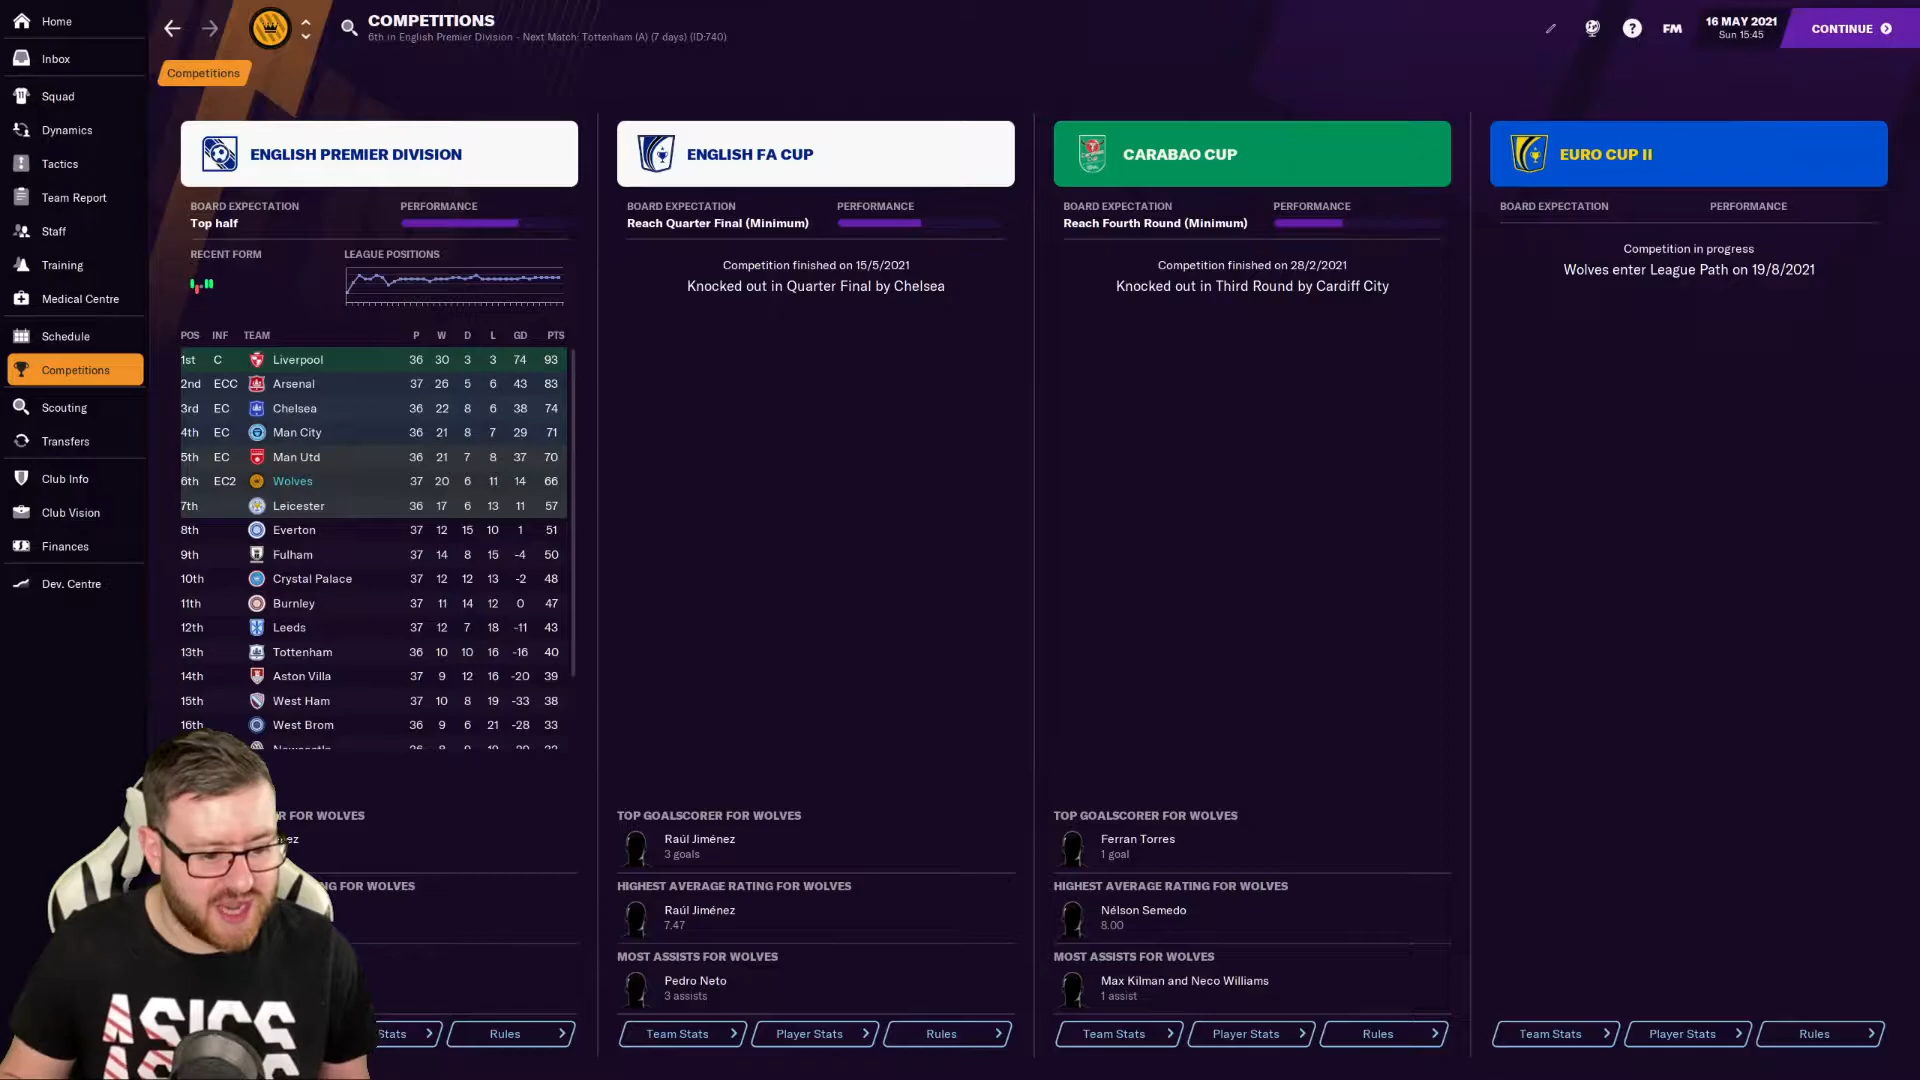 Home
Inbox
Squad
Dynamics
Tactics
Team Report
Staff
Training
Medical Centre
Schedule
Competitions
Scouting
Transfers
Club Info
Club Vision
Finances
Dev. Centre
COMPETITIONS
6th in English Premier Division - Next Match: Tottenham (A) (7 days) (ID:740)
FM
16 MAY 2021
Sun 15:45
CONTINUE
Competitions
ENGLISH PREMIER DIVISION
BOARD EXPECTATION PERFORMANCE
Top half
RECENT FORM LEAGUE POSITIONS
POS INF TEAM P W D L GD PTS
1st C Liverpool 36 30 3 3 74 93
2nd ECC Arsenal 37 26 5 6 43 83
3rd EC Chelsea 36 22 8 6 38 74
4th EC Man City 36 21 8 7 29 71
5th EC Man Utd 36 21 7 8 37 70
6th EC2 Wolves 37 20 6 11 14 66
7th Leicester 36 17 6 13 11 57
8th Everton 37 12 15 10 1 51
9th Fulham 37 14 8 15 -4 50
10th Crystal Palace 37 12 12 13 -2 48
11th Burnley 37 11 14 12 0 47
12th Leeds 37 12 7 18 -11 43
13th Tottenham 36 10 10 16 -16 40
14th Aston Villa 37 9 12 16 -20 39
15th West Ham 37 10 8 19 -33 38
16th West Brom 36 9 6 21 -28 33
Newcastle
R FOR WOLVES
ez
NG FOR WOLVES
Stats
Rules
ENGLISH FA CUP
BOARD EXPECTATION PERFORMANCE
Reach Quarter Final (Minimum)
Competition finished on 15/5/2021
Knocked out in Quarter Final by Chelsea
TOP GOALSCORER FOR WOLVES
Raúl Jiménez
3 goals
HIGHEST AVERAGE RATING FOR WOLVES
Raúl Jiménez
7.47
MOST ASSISTS FOR WOLVES
Pedro Neto
3 assists
Team Stats
Player Stats
Rules
CARABAO CUP
BOARD EXPECTATION PERFORMANCE
Reach Fourth Round (Minimum)
Competition finished on 28/2/2021
Knocked out in Third Round by Cardiff City
TOP GOALSCORER FOR WOLVES
Ferran Torres
1 goal
HIGHEST AVERAGE RATING FOR WOLVES
Nélson Semedo
8.00
MOST ASSISTS FOR WOLVES
Max Kilman and Neco Williams
1 assist
Team Stats
Player Stats
Rules
EURO CUP II
BOARD EXPECTATION PERFORMANCE
Competition in progress
Wolves enter League Path on 19/8/2021
Team Stats
Player Stats
Rules
ASICS